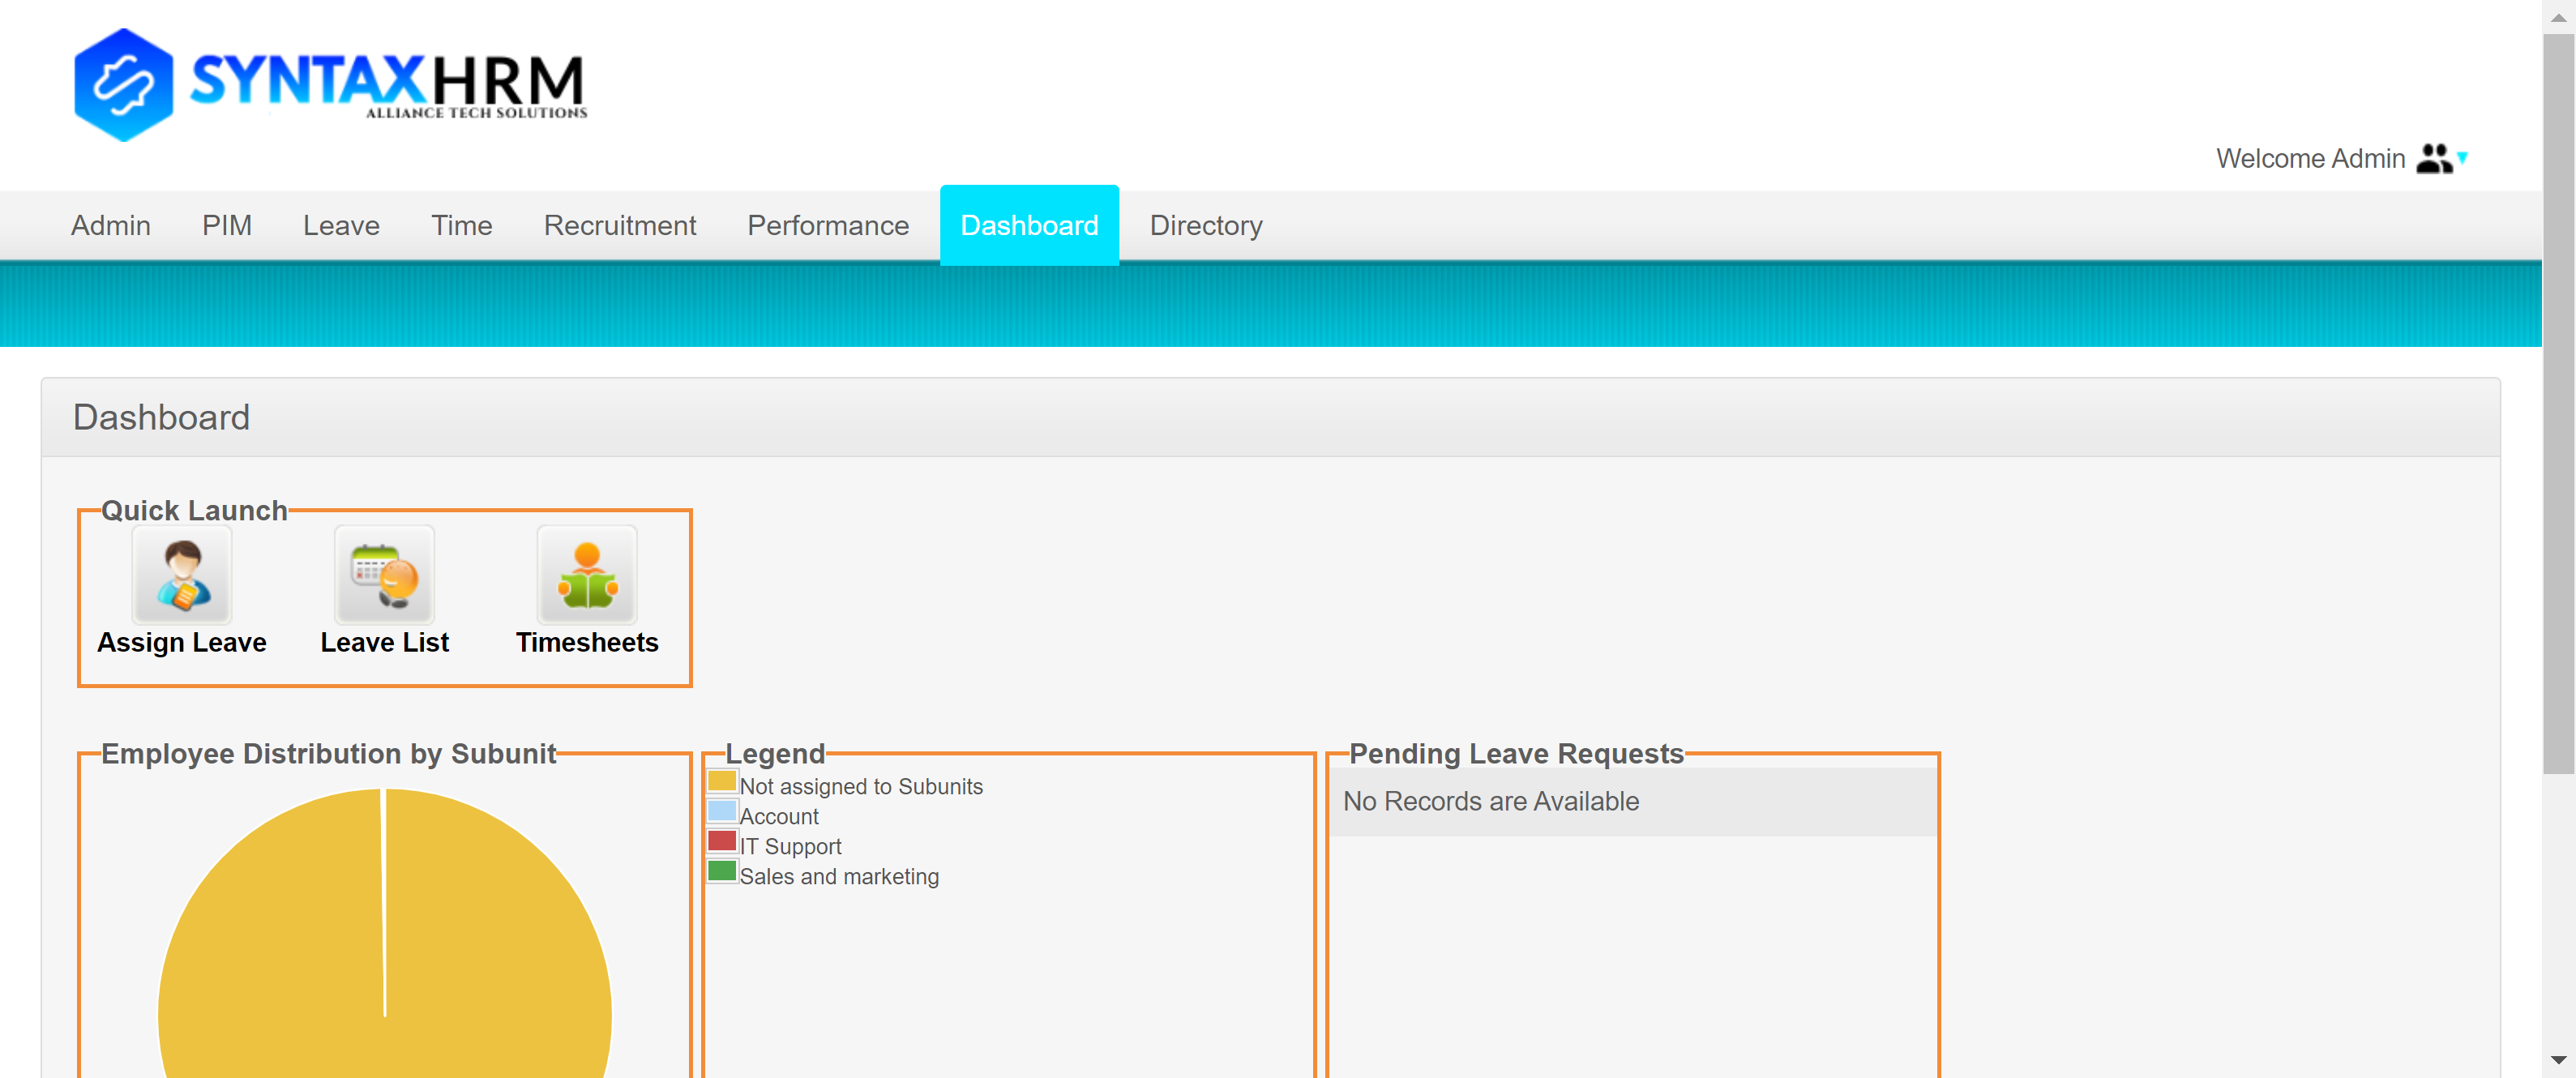 SYNTAXHRM
ALLIANCE TECH SOLUTIONS
Welcome Admin
Admin PIM Leave Time Recruitment Performance Dashboard Directory
Dashboard
Quick Launch
Assign Leave Leave List Timesheets
Employee Distribution by Subunit
Legend
Not assigned to Subunits
Account
IT Support
Sales and marketing
Pending Leave Requests
No Records are Available